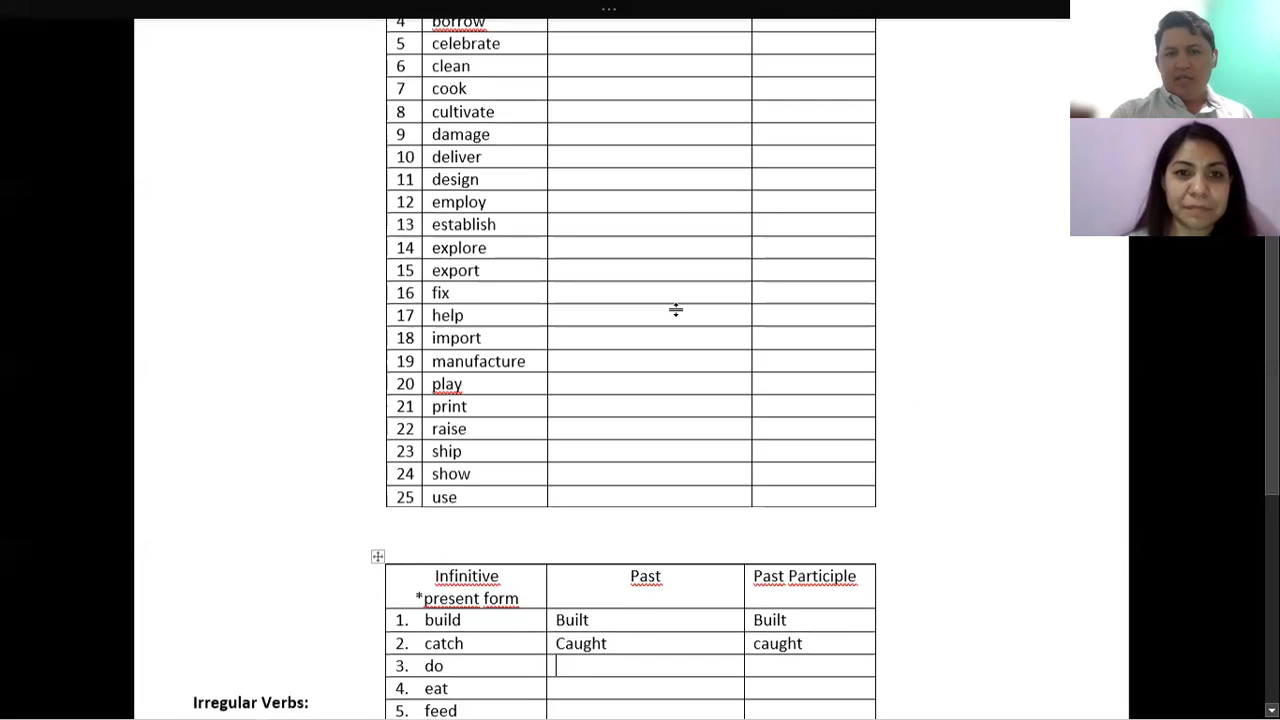 ...
4 borrow
5 celebrate
6 clean
7 cook
8 cultivate
9 damage
10 deliver
11 design
12 employ
13 establish
14 explore
15 export
16 fix
17 help
18 import
19 manufacture
20 play
21 print
22 raise
23 ship
24 show
25 use
Infinitive Past Past Participle
*present form
1. build Built Built
2. catch Caught caught
3. do
4. eat
Irregular Verbs:
5. feed